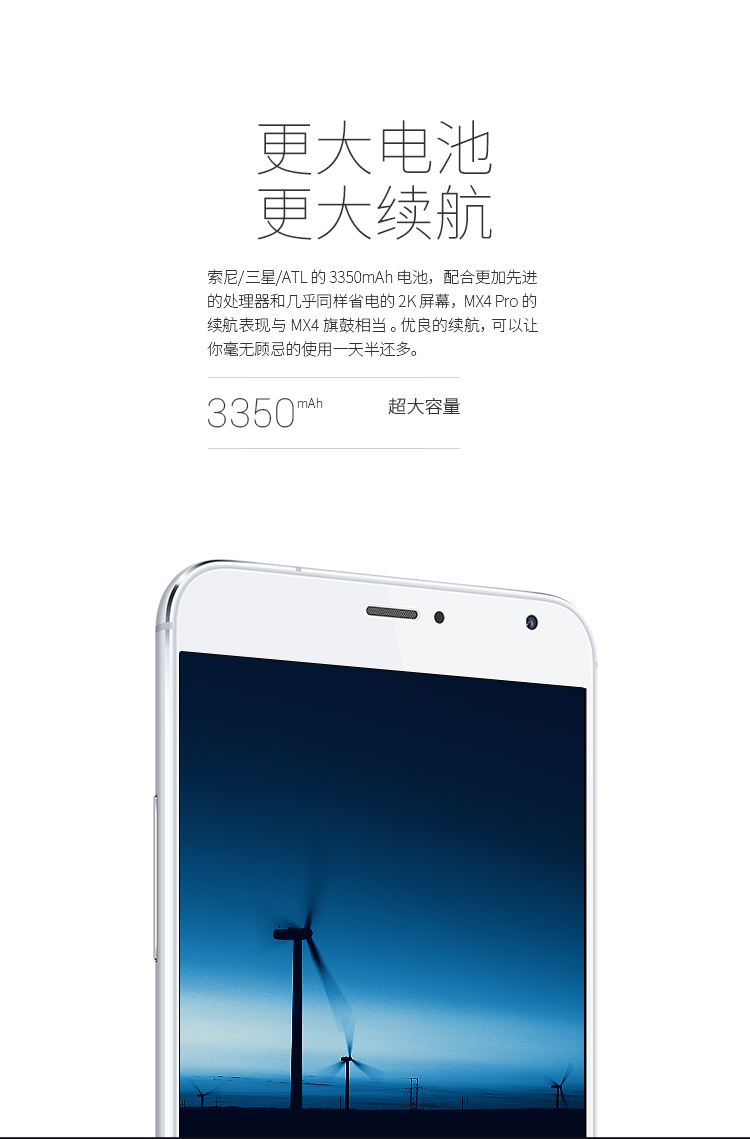 更大电池
更大续航
索尼/三星/ATL 的 3350mAh 电池，配合更加先进
的处理器和几乎同样省电的 2K 屏幕，MX4 Pro 的
续航表现与 MX4 旗鼓相当。优良的续航，可以让
你毫无顾忌的使用一天半还多。
3350mAh 超大容量